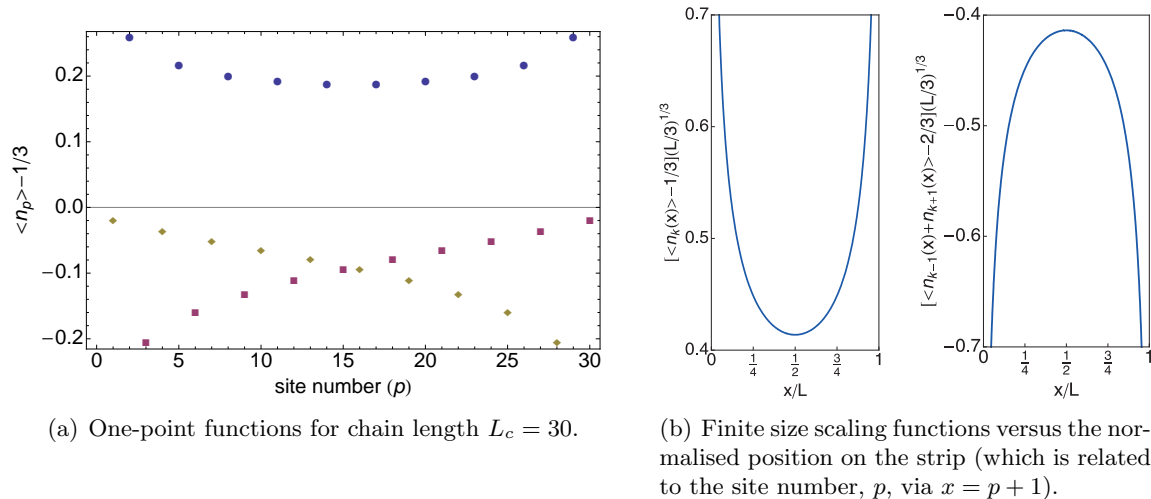 0.2
0.1
0.0
−0.1
−0.2
<n_p>−1/3
0 5 10 15 20 25 30
site number (p)
(a) One-point functions for chain length L_c = 30.
0.7
0.6
0.5
0.4
[<n_k(x)>−1/3](L/3)^{1/3}
0 1/4 1/2 3/4 1
x/L
−0.4
−0.5
−0.6
−0.7
[<n_{k−1}(x)+n_{k+1}(x)>−2/3](L/3)^{1/3}
0 1/4 1/2 3/4 1
x/L
(b) Finite size scaling functions versus the nor-
malised position on the strip (which is related
to the site number, p, via x = p + 1).